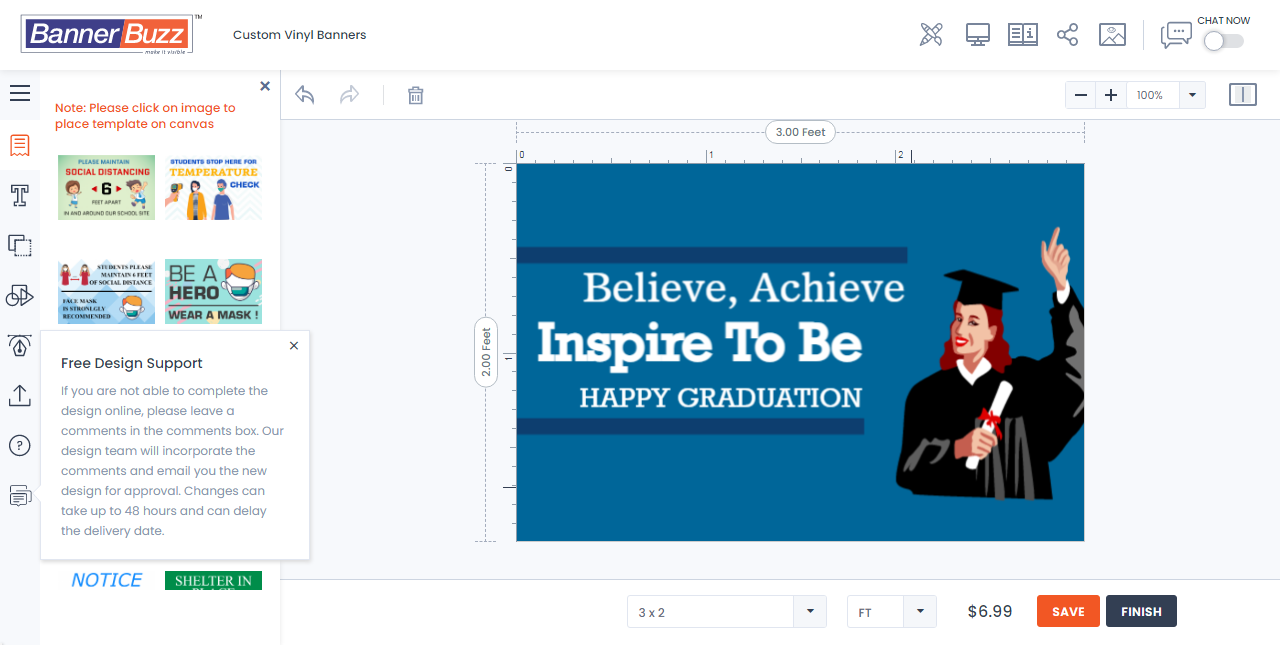 BannerBuzz
TM
make it visible
Custom Vinyl Banners
CHAT NOW
Note: Please click on image to
place template on canvas
100%
PLEASE MAINTAIN
SOCIAL DISTANCING
6
FEET APART
IN AND AROUND OUR SCHOOL SITE
STUDENTS STOP HERE FOR
TEMPERATURE
CHECK
STUDENTS PLEASE
MAINTAIN 6 FEET
OF SOCIAL DISTANCE
FACE MASK
IS STRONLGLY
RECOMMENDED
BE A
HERO
WEAR A MASK !
Free Design Support
If you are not able to complete the
design online, please leave a
comments in the comments box. Our
design team will incorporate the
comments and email you the new
design for approval. Changes can
take up to 48 hours and can delay
the delivery date.
NOTICE
SHELTER IN
PLACE
3.00 Feet
0
1
2
0
1
2.00 Feet
Believe, Achieve
Inspire To Be
HAPPY GRADUATION
3 x 2
FT
$6.99
SAVE
FINISH